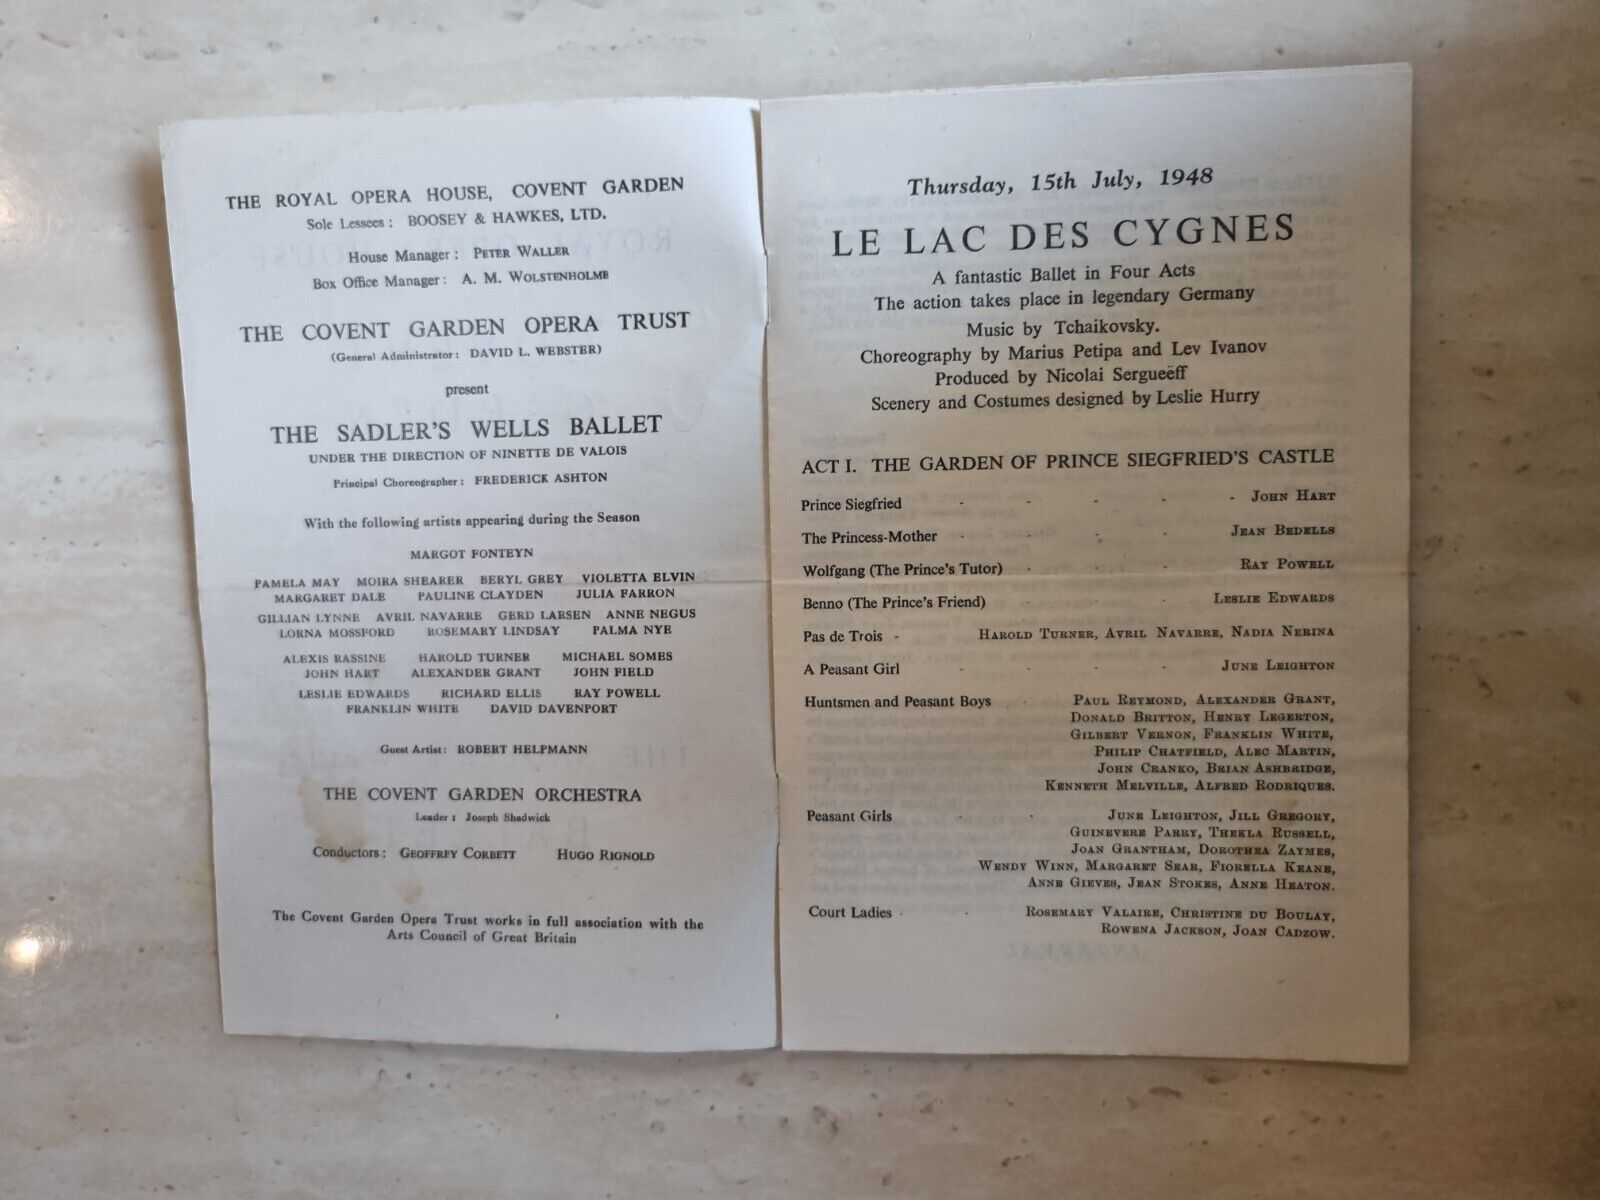 THE ROYAL OPERA HOUSE, COVENT GARDEN
Sole Lessees : BOOSEY & HAWKES, LTD.
House Manager : PETER WALLER
Box Office Manager : A. M. WOLSTENHOLME
THE COVENT GARDEN OPERA TRUST
(General Administrator : DAVID L. WEBSTER)
present
THE SADLER'S WELLS BALLET
UNDER THE DIRECTION OF NINETTE DE VALOIS
Principal Choreographer : FREDERICK ASHTON
With the following artists appearing during the Season
MARGOT FONTEYN
PAMELA MAY MOIRA SHEARER BERYL GREY VIOLETTA ELVIN
MARGARET DALE PAULINE CLAYDEN JULIA FARRON
GILLIAN LYNNE AVRIL NAVARRE GERD LARSEN ANNE NEGUS
LORNA MOSSFORD ROSEMARY LINDSAY PALMA NYE
ALEXIS RASSINE HAROLD TURNER MICHAEL SOMES
JOHN HART ALEXANDER GRANT JOHN FIELD
LESLIE EDWARDS RICHARD ELLIS RAY POWELL
FRANKLIN WHITE DAVID DAVENPORT
Guest Artist : ROBERT HELPMANN
THE COVENT GARDEN ORCHESTRA
Leader : Joseph Shadwick
Conductors : GEOFFREY CORBETT HUGO RIGNOLD
The Covent Garden Opera Trust works in full association with the
Arts Council of Great Britain
Thursday, 15th July, 1948
LE LAC DES CYGNES
A fantastic Ballet in Four Acts
The action takes place in legendary Germany
Music by Tchaikovsky.
Choreography by Marius Petipa and Lev Ivanov
Produced by Nicolai Sergueëff
Scenery and Costumes designed by Leslie Hurry
ACT I. THE GARDEN OF PRINCE SIEGFRIED'S CASTLE
Prince Siegfried - - - - - JOHN HART
The Princess-Mother - - - - JEAN BEDELLS
Wolfgang (The Prince's Tutor) - - - RAY POWELL
Benno (The Prince's Friend) - - - LESLIE EDWARDS
Pas de Trois - HAROLD TURNER, AVRIL NAVARRE, NADIA NERINA
A Peasant Girl - - - - JUNE LEIGHTON
Huntsmen and Peasant Boys - PAUL REYMOND, ALEXANDER GRANT,
DONALD BRITTON, HENRY LEGERTON,
GILBERT VERNON, FRANKLIN WHITE,
PHILIP CHATFIELD, ALEC MARTIN,
JOHN CRANKO, BRIAN ASHBRIDGE,
KENNETH MELVILLE, ALFRED RODRIQUES.
Peasant Girls - - JUNE LEIGHTON, JILL GREGORY,
GUINEVERE PARRY, THEKLA RUSSELL,
JOAN GRANTHAM, DOROTHEA ZAYMES,
WENDY WINN, MARGARET SEAR, FIORELLA KEANE,
ANNE GIEVES, JEAN STOKES, ANNE HEATON.
Court Ladies - - ROSEMARY VALAIRE, CHRISTINE DU BOULAY,
ROWENA JACKSON, JOAN CADZOW.